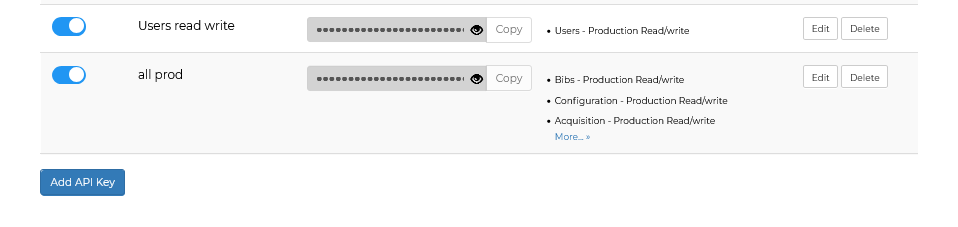 Users read write
Copy
• Users - Production Read/write
Edit
Delete
all prod
Copy
• Bibs - Production Read/write
• Configuration - Production Read/write
• Acquisition - Production Read/write
More... »
Edit
Delete
Add API Key